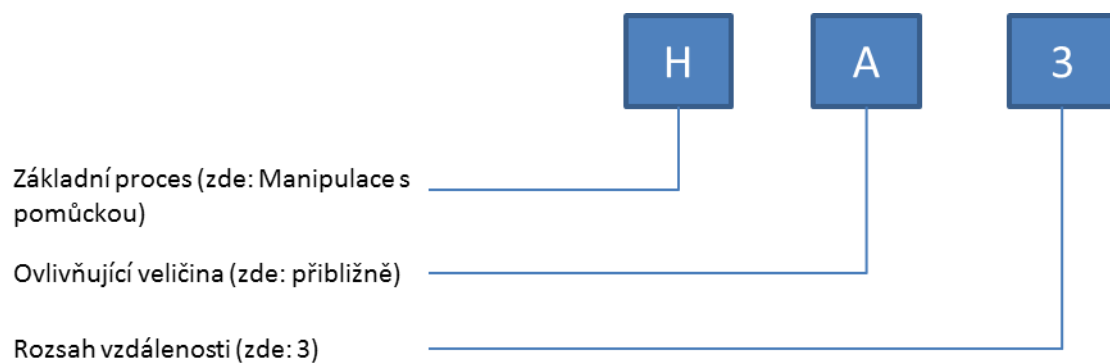 H A 3
Základní proces (zde: Manipulace s
pomůckou)
Ovlivňující veličina (zde: přibližně)
Rozsah vzdálenosti (zde: 3)